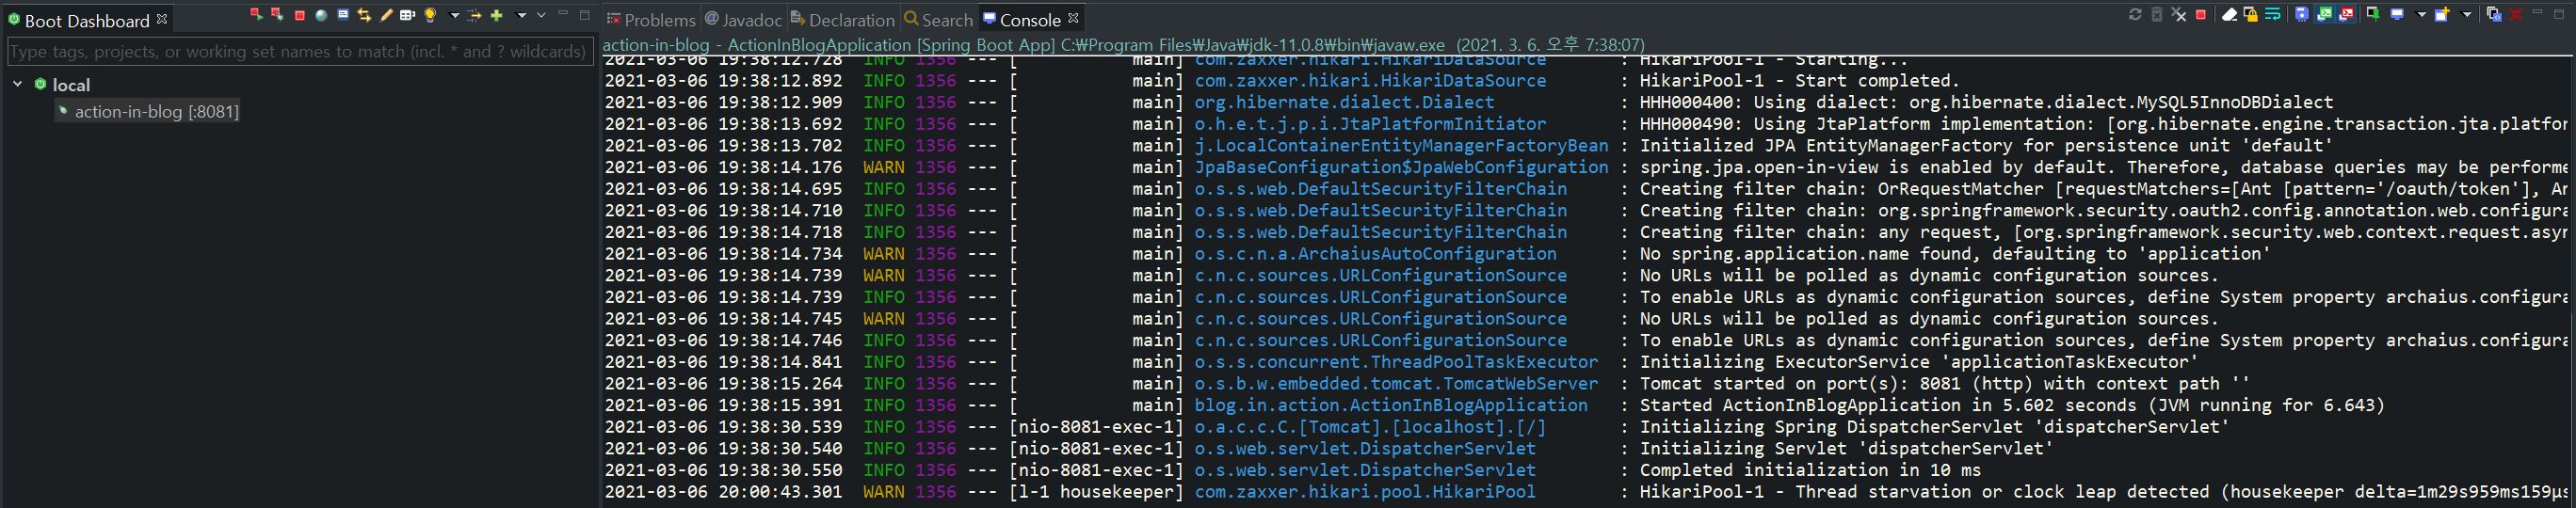 Boot Dashboard
Type tags, projects, or working set names to match (incl. * and ? wildcards)
local
action-in-blog [:8081]
Problems @ Javadoc Declaration Search Console
action-in-blog - ActionInBlogApplication [Spring Boot App] C:₩Program Files₩Java₩jdk-11.0.8₩bin₩javaw.exe (2021. 3. 6. 오후 7:38:07)
2021-03-06 19:38:12.728 INFO 1356 --- [ main] com.zaxxer.hikari.HikariDataSource : HikariPool-1 - Starting...
2021-03-06 19:38:12.892 INFO 1356 --- [ main] com.zaxxer.hikari.HikariDataSource : HikariPool-1 - Start completed.
2021-03-06 19:38:12.909 INFO 1356 --- [ main] org.hibernate.dialect.Dialect : HHH000400: Using dialect: org.hibernate.dialect.MySQL5InnoDBDialect
2021-03-06 19:38:13.692 INFO 1356 --- [ main] o.h.e.t.j.p.i.JtaPlatformInitiator : HHH000490: Using JtaPlatform implementation: [org.hibernate.engine.transaction.jta.platfor
2021-03-06 19:38:13.702 INFO 1356 --- [ main] j.LocalContainerEntityManagerFactoryBean : Initialized JPA EntityManagerFactory for persistence unit 'default'
2021-03-06 19:38:14.176 WARN 1356 --- [ main] JpaBaseConfiguration$JpaWebConfiguration : spring.jpa.open-in-view is enabled by default. Therefore, database queries may be performe
2021-03-06 19:38:14.695 INFO 1356 --- [ main] o.s.s.web.DefaultSecurityFilterChain : Creating filter chain: OrRequestMatcher [requestMatchers=[Ant [pattern='/oauth/token'], An
2021-03-06 19:38:14.710 INFO 1356 --- [ main] o.s.s.web.DefaultSecurityFilterChain : Creating filter chain: org.springframework.security.oauth2.config.annotation.web.configura
2021-03-06 19:38:14.718 INFO 1356 --- [ main] o.s.s.web.DefaultSecurityFilterChain : Creating filter chain: any request, [org.springframework.security.web.context.request.asyn
2021-03-06 19:38:14.734 WARN 1356 --- [ main] o.s.c.n.a.ArchaiusAutoConfiguration : No spring.application.name found, defaulting to 'application'
2021-03-06 19:38:14.739 WARN 1356 --- [ main] c.n.c.sources.URLConfigurationSource : No URLs will be polled as dynamic configuration sources.
2021-03-06 19:38:14.739 INFO 1356 --- [ main] c.n.c.sources.URLConfigurationSource : To enable URLs as dynamic configuration sources, define System property archaius.configura
2021-03-06 19:38:14.745 WARN 1356 --- [ main] c.n.c.sources.URLConfigurationSource : No URLs will be polled as dynamic configuration sources.
2021-03-06 19:38:14.746 INFO 1356 --- [ main] c.n.c.sources.URLConfigurationSource : To enable URLs as dynamic configuration sources, define System property archaius.configura
2021-03-06 19:38:14.841 INFO 1356 --- [ main] o.s.s.concurrent.ThreadPoolTaskExecutor : Initializing ExecutorService 'applicationTaskExecutor'
2021-03-06 19:38:15.264 INFO 1356 --- [ main] o.s.b.w.embedded.tomcat.TomcatWebServer : Tomcat started on port(s): 8081 (http) with context path ''
2021-03-06 19:38:15.391 INFO 1356 --- [ main] blog.in.action.ActionInBlogApplication : Started ActionInBlogApplication in 5.602 seconds (JVM running for 6.643)
2021-03-06 19:38:30.539 INFO 1356 --- [nio-8081-exec-1] o.a.c.c.C.[Tomcat].[localhost].[/] : Initializing Spring DispatcherServlet 'dispatcherServlet'
2021-03-06 19:38:30.540 INFO 1356 --- [nio-8081-exec-1] o.s.web.servlet.DispatcherServlet : Initializing Servlet 'dispatcherServlet'
2021-03-06 19:38:30.550 INFO 1356 --- [nio-8081-exec-1] o.s.web.servlet.DispatcherServlet : Completed initialization in 10 ms
2021-03-06 20:00:43.301 WARN 1356 --- [l-1 housekeeper] com.zaxxer.hikari.pool.HikariPool : HikariPool-1 - Thread starvation or clock leap detected (housekeeper delta=1m29s959ms159µs